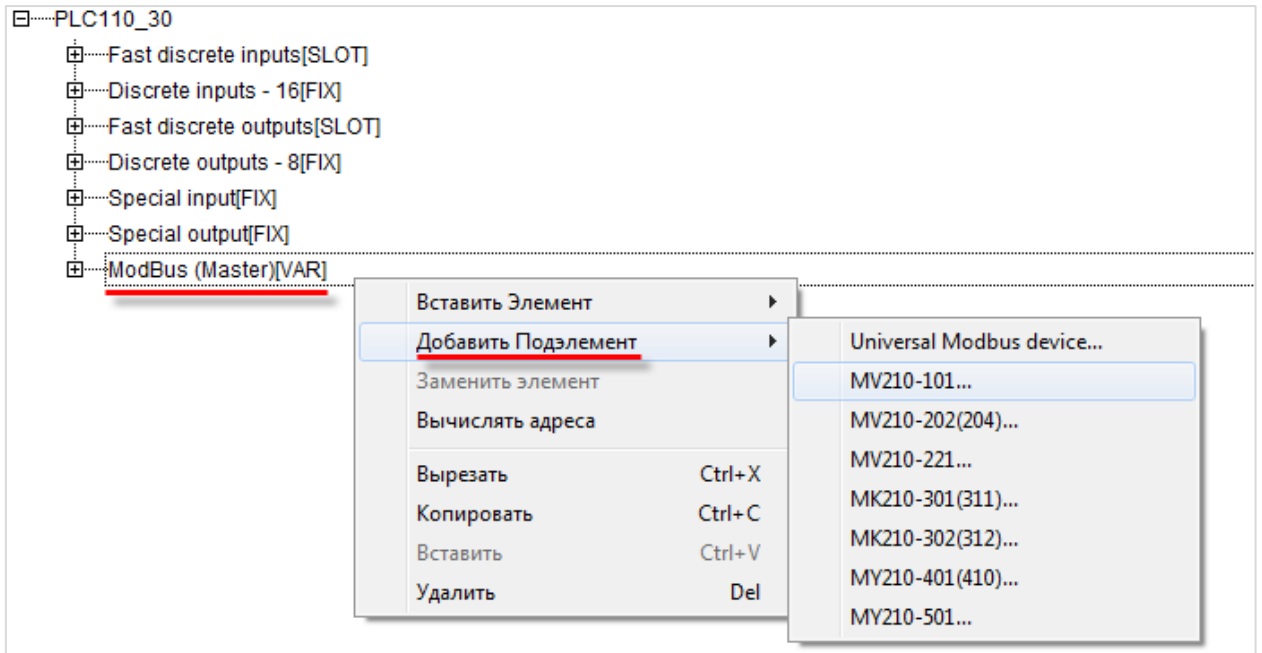 PLC110_30
Fast discrete inputs[SLOT]
Discrete inputs - 16[FIX]
Fast discrete outputs[SLOT]
Discrete outputs - 8[FIX]
Special input[FIX]
Special output[FIX]
ModBus (Master)[VAR]
Вставить Элемент
Добавить Подэлемент
Заменить элемент
Вычислять адреса
Вырезать Ctrl+X
Копировать Ctrl+C
Вставить Ctrl+V
Удалить Del
Universal Modbus device...
MV210-101...
MV210-202(204)...
MV210-221...
MK210-301(311)...
MK210-302(312)...
MY210-401(410)...
MY210-501...